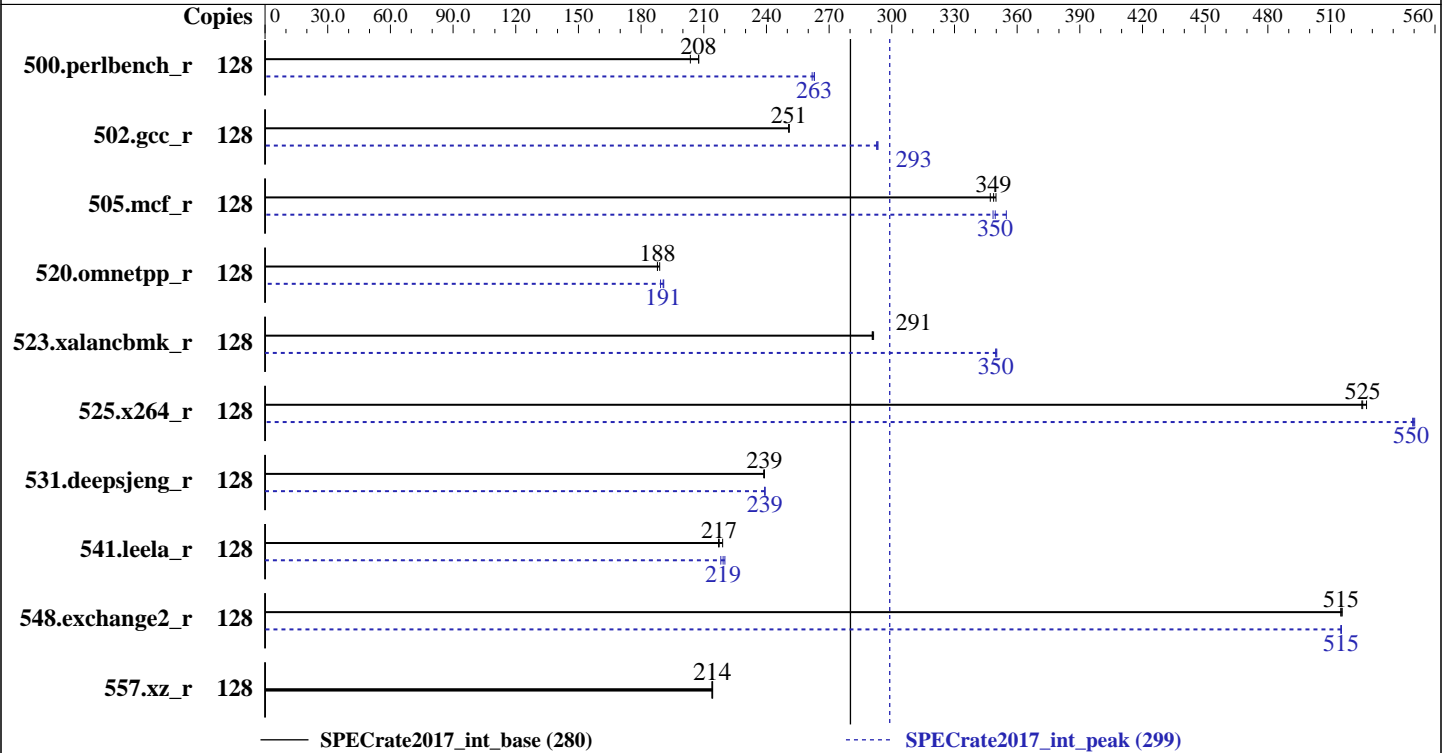 Copies 0 30.0 60.0 90.0 120 150 180 210 240 270 300 330 360 390 420 450 480 510 560
500.perlbench_r 128 208
263
502.gcc_r 128 251
293
505.mcf_r 128 349
350
520.omnetpp_r 128 188
191
523.xalancbmk_r 128 291
350
525.x264_r 128 525
550
531.deepsjeng_r 128 239
239
541.leela_r 128 217
219
548.exchange2_r 128 515
515
557.xz_r 128 214
SPECrate2017_int_base (280) SPECrate2017_int_peak (299)